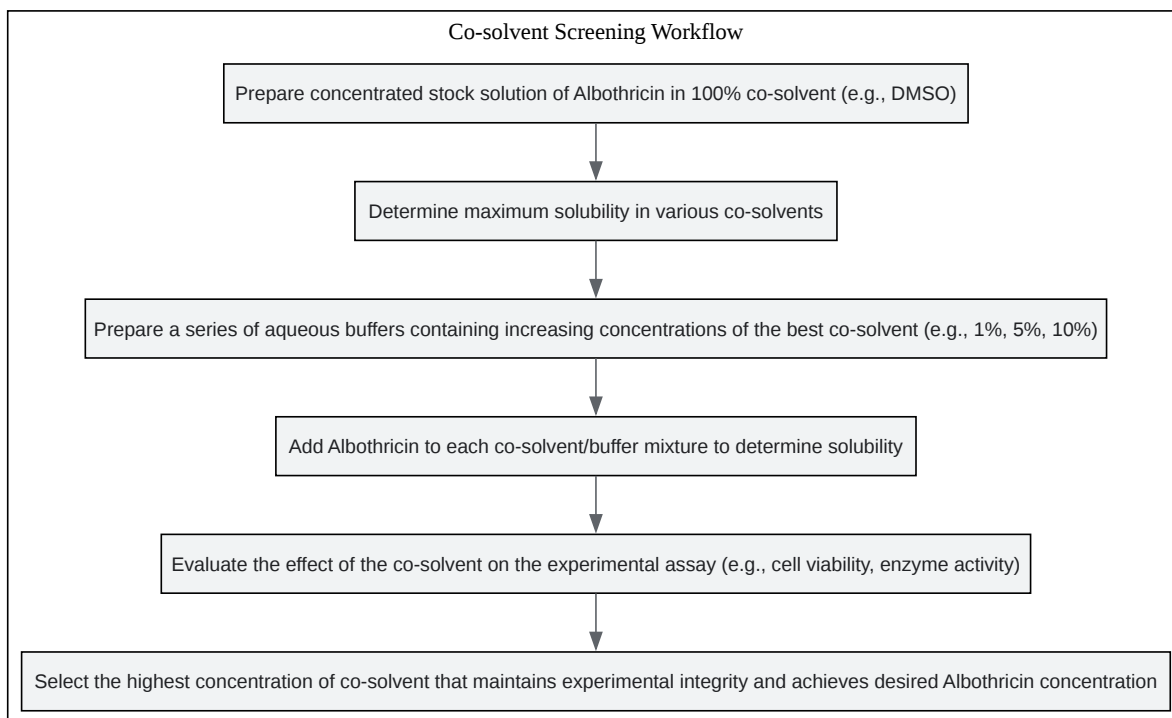 Co-solvent Screening Workflow
Prepare concentrated stock solution of Albothricin in 100% co-solvent (e.g., DMSO)
Determine maximum solubility in various co-solvents
Prepare a series of aqueous buffers containing increasing concentrations of the best co-solvent (e.g., 1%, 5%, 10%)
Add Albothricin to each co-solvent/buffer mixture to determine solubility
Evaluate the effect of the co-solvent on the experimental assay (e.g., cell viability, enzyme activity)
Select the highest concentration of co-solvent that maintains experimental integrity and achieves desired Albothricin concentration